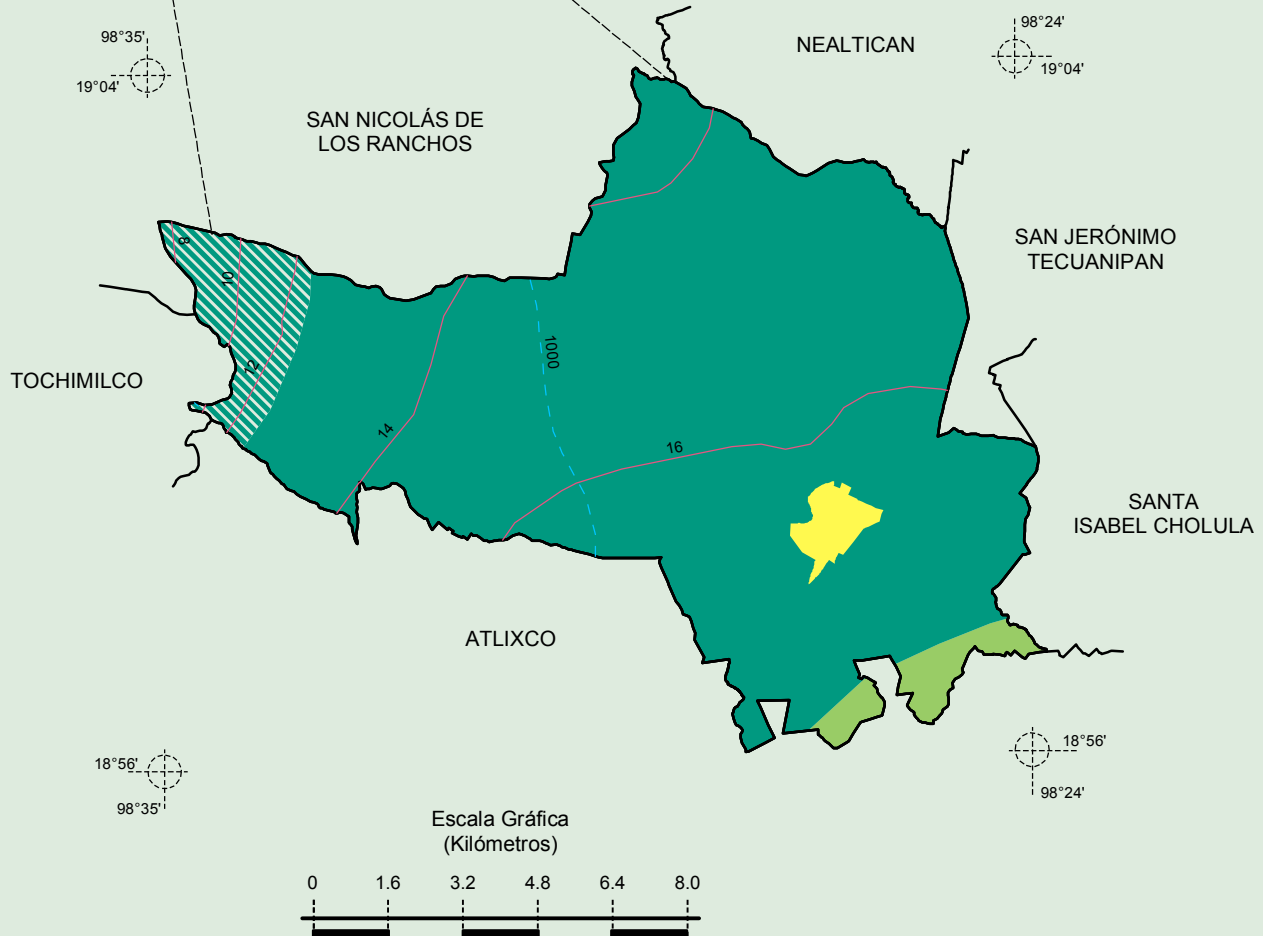 98°35'
19°04'
98°24'
19°04'
NEALTICAN
SAN NICOLÁS DE
LOS RANCHOS
SAN JERÓNIMO
TECUANIPAN
8
10
12
14
1000
16
TOCHIMILCO
SANTA
ISABEL CHOLULA
ATLIXCO
18°56'
98°35'
18°56'
98°24'
Escala Gráfica
(Kilómetros)
0 1.6 3.2 4.8 6.4 8.0